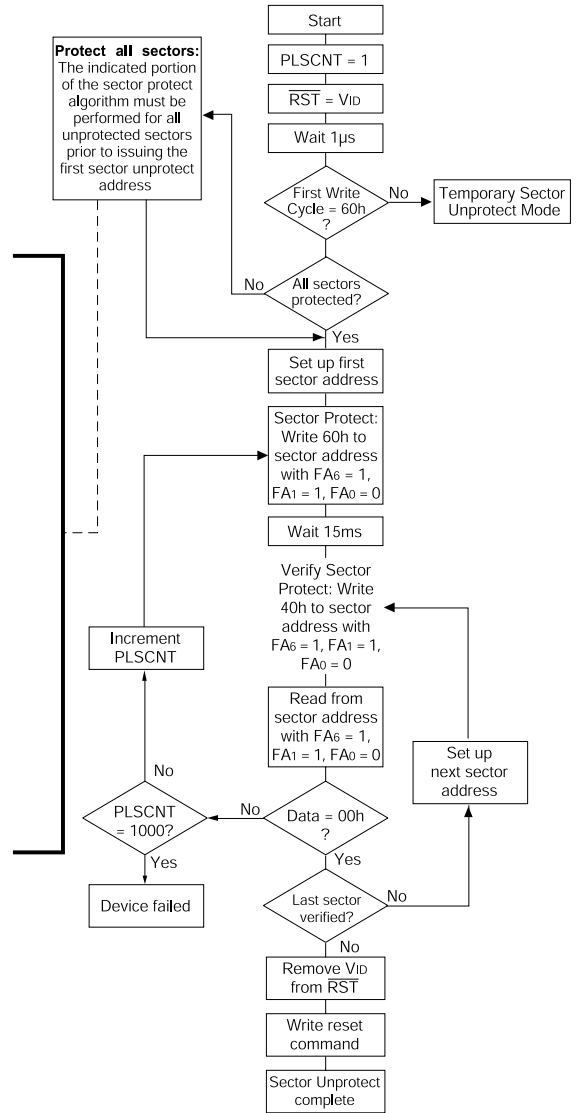 Start
PLSCNT = 1
RST = VID
Wait 1µs
First Write
Cycle = 60h
?
No
Temporary Sector
Unprotect Mode
Protect all sectors:
The indicated portion
of the sector protect
algorithm must be
performed for all
unprotected sectors
prior to issuing the
first sector unprotect
address
All sectors
protected?
No
Yes
Set up first
sector address
Sector Protect:
Write 60h to
sector address
with FA6 = 1,
FA1 = 1, FA0 = 0
Wait 15ms
Verify Sector
Protect: Write
40h to sector
address with
FA6 = 1, FA1 = 1,
FA0 = 0
Increment
PLSCNT
Read from
sector address
with FA6 = 1,
FA1 = 1, FA0 = 0
Set up
next sector
address
No
PLSCNT
= 1000?
No
Data = 00h
?
Yes
Yes
Device failed
Last sector
verified?
No
No
Remove VID
from RST
Write reset
command
Sector Unprotect
complete